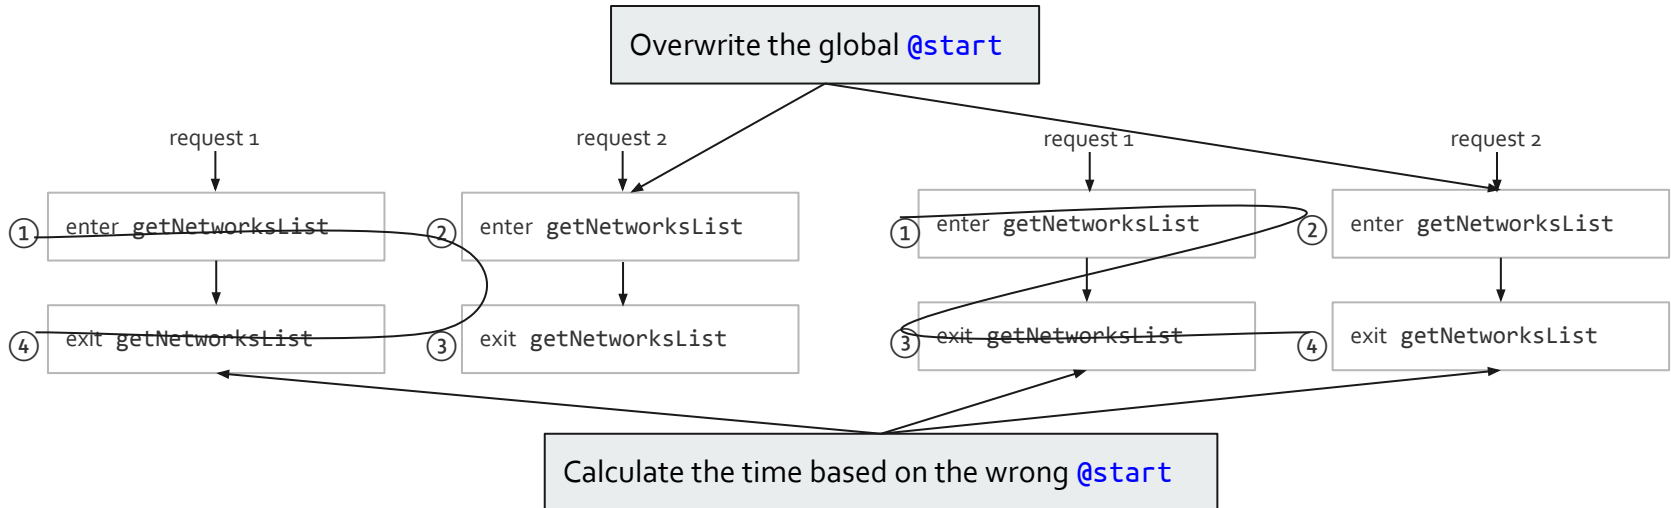 Overwrite the global @start
request 1
request 2
request 1
request 2
① enter getNetworksList
② enter getNetworksList
① enter getNetworksList
② enter getNetworksList
④ exit getNetworksList
③ exit getNetworksList
③ exit getNetworksList
④ exit getNetworksList
Calculate the time based on the wrong @start